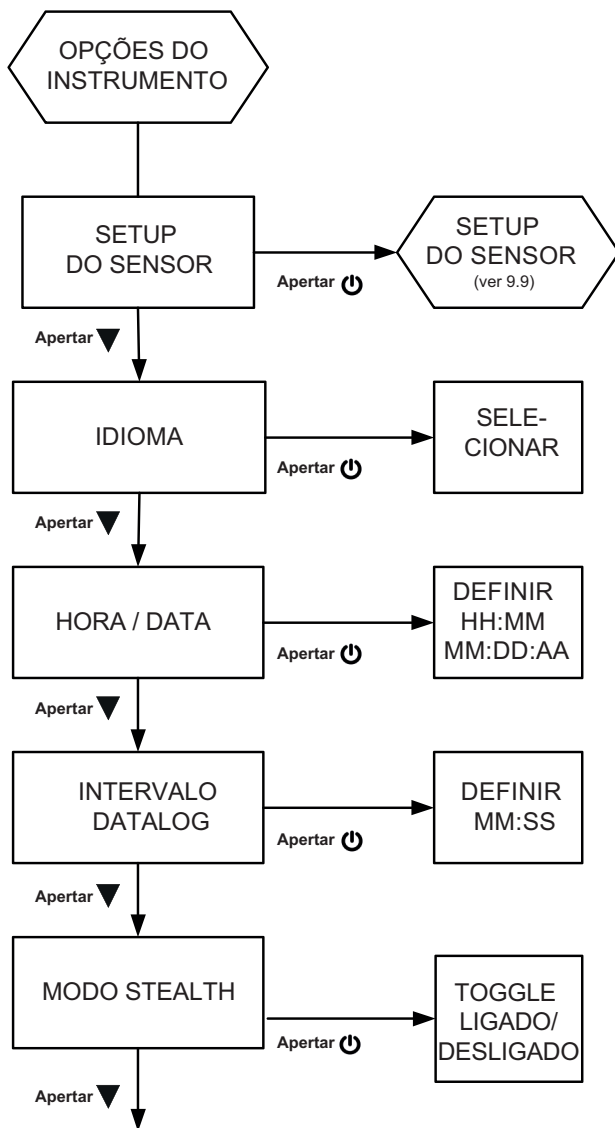 OPÇÕES DO
INSTRUMENTO
SETUP
DO SENSOR
Apertar
SETUP
DO SENSOR
(ver 9.9)
Apertar
IDIOMA
Apertar
SELE-
CIONAR
Apertar
HORA / DATA
Apertar
DEFINIR
HH:MM
MM:DD:AA
Apertar
INTERVALO
DATALOG
Apertar
DEFINIR
MM:SS
Apertar
MODO STEALTH
Apertar
TOGGLE
LIGADO/
DESLIGADO
Apertar